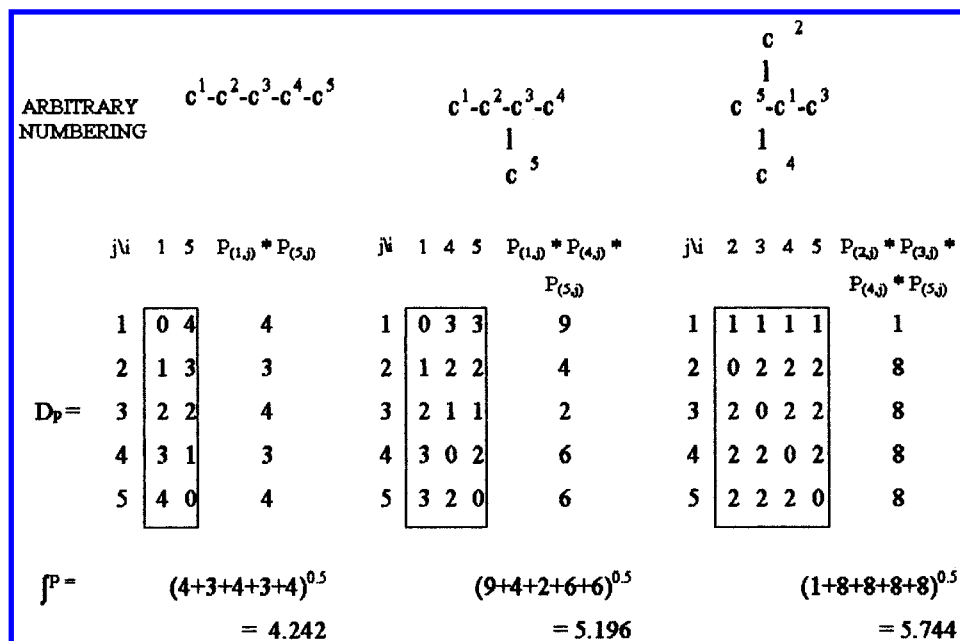 C 2
|
ARBITRARY NUMBERING
C¹-C²-C³-C⁴-C⁵
C¹-C²-C³-C⁴
C ⁵-C¹-C³
l
C 5
l
C 4
j\i 1 5 P(1,j) * P(5,j)
j\i 1 4 5 P(1,j) * P(4,j) * P(5,j)
j\i 2 3 4 5 P(2,j) * P(3,j) * P(4,j) * P(5,j)
1 0 4 4 1 0 3 3 9 1 1 1 1 1 1
2 1 3 3 2 1 2 2 4 2 0 2 2 2 8
Dp = 3 2 2 4 3 2 1 1 2 3 2 0 2 2 8
4 3 1 3 4 3 0 2 6 4 2 2 0 2 8
5 4 0 4 5 3 2 0 6 5 2 2 2 0 8
∫P = (4+3+4+3+4)^0.5 (9+4+2+6+6)^0.5 (1+8+8+8+8)^0.5
= 4.242 = 5.196 = 5.744